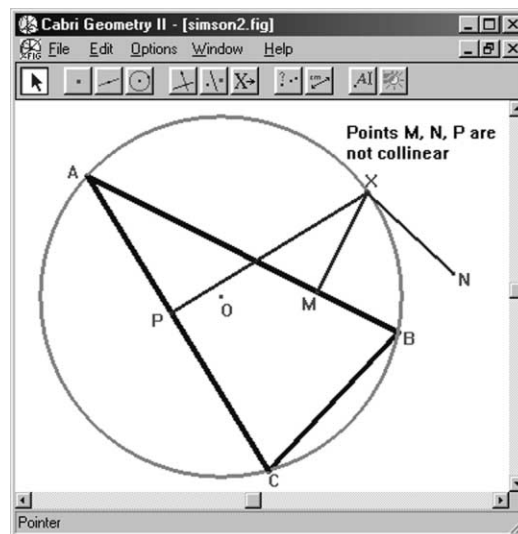 Cabri Geometry II - [simson2.fig]
File Edit Options Window Help
Points M, N, P are
not collinear
A
X
N
P
O
M
B
C
Pointer